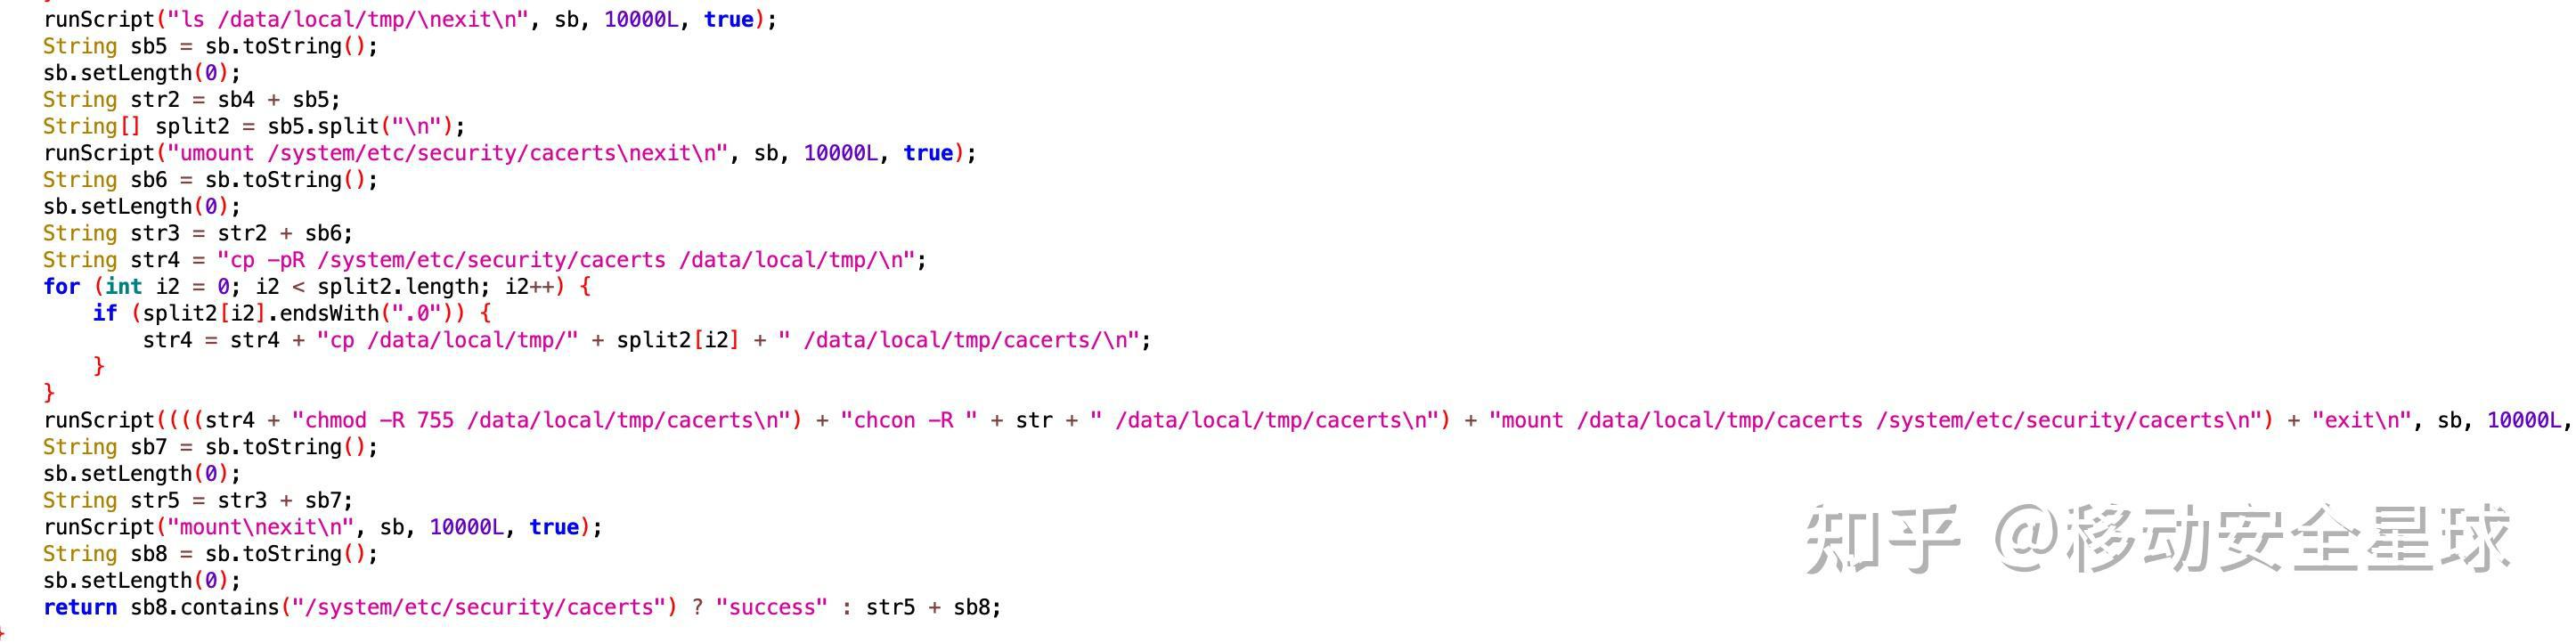 }
runScript("ls /data/local/tmp/\nexit\n", sb, 10000L, true);
String sb5 = sb.toString();
sb.setLength(0);
String str2 = sb4 + sb5;
String[] split2 = sb5.split("\n");
runScript("umount /system/etc/security/cacerts\nexit\n", sb, 10000L, true);
String sb6 = sb.toString();
sb.setLength(0);
String str3 = str2 + sb6;
String str4 = "cp -pR /system/etc/security/cacerts /data/local/tmp/\n";
for (int i2 = 0; i2 < split2.length; i2++) {
    if (split2[i2].endsWith(".0")) {
        str4 = str4 + "cp /data/local/tmp/" + split2[i2] + " /data/local/tmp/cacerts/\n";
    }
}
runScript((((str4 + "chmod -R 755 /data/local/tmp/cacerts\n") + "chcon -R " + str + " /data/local/tmp/cacerts\n") + "mount /data/local/tmp/cacerts /system/etc/security/cacerts\n") + "exit\n", sb, 10000L,
String sb7 = sb.toString();
sb.setLength(0);
String str5 = str3 + sb7;
runScript("mount\nexit\n", sb, 10000L, true);
String sb8 = sb.toString();
sb.setLength(0);
return sb8.contains("/system/etc/security/cacerts") ? "success" : str5 + sb8;
}
知乎 @移动安全星球